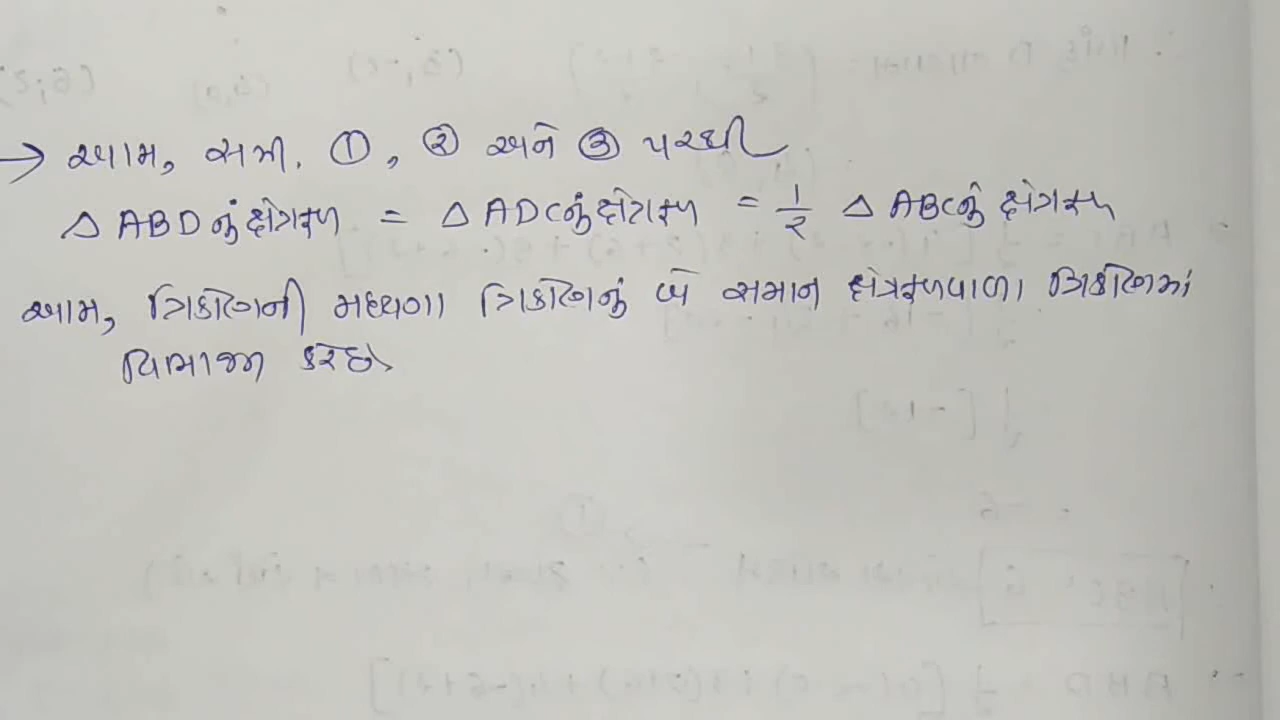 → આમ, સમી. ①, ② અને ③ પરથી
△ ABD નું ક્ષેત્રફળ = △ ADC નું ક્ષેત્રફળ = 1/૨ △ ABC નું ક્ષેત્રફળ
આમ, ત્રિકોણની મધ્યગા ત્રિકોણનું બે સમાન ક્ષેત્રફળવાળા ત્રિકોણમાં
વિભાજન કરે છે